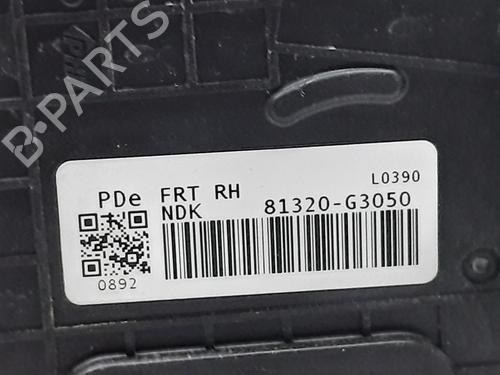 B-PARTS
L0390
PDe FRT RH
NDK 81320-G3050
0892